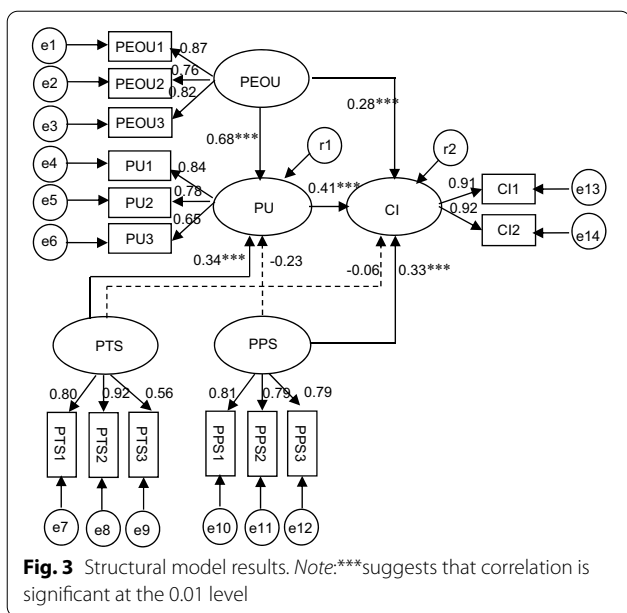 e1 PEOU1 0.87
e2 PEOU2 0.76
e3 PEOU3 0.82
PEOU
0.28***
0.68***
r1
r2
e4 PU1 0.84
e5 PU2 0.78
e6 PU3 0.65
PU
0.41***
CI
0.91 CI1 e13
0.92 CI2 e14
0.34***
-0.23
-0.06
0.33***
PTS
PPS
0.80 0.92 0.56
0.81 0.79 0.79
PTS1 PTS2 PTS3
PPS1 PPS2 PPS3
e7 e8 e9
e10 e11 e12
Fig. 3 Structural model results. Note:***suggests that correlation is
significant at the 0.01 level